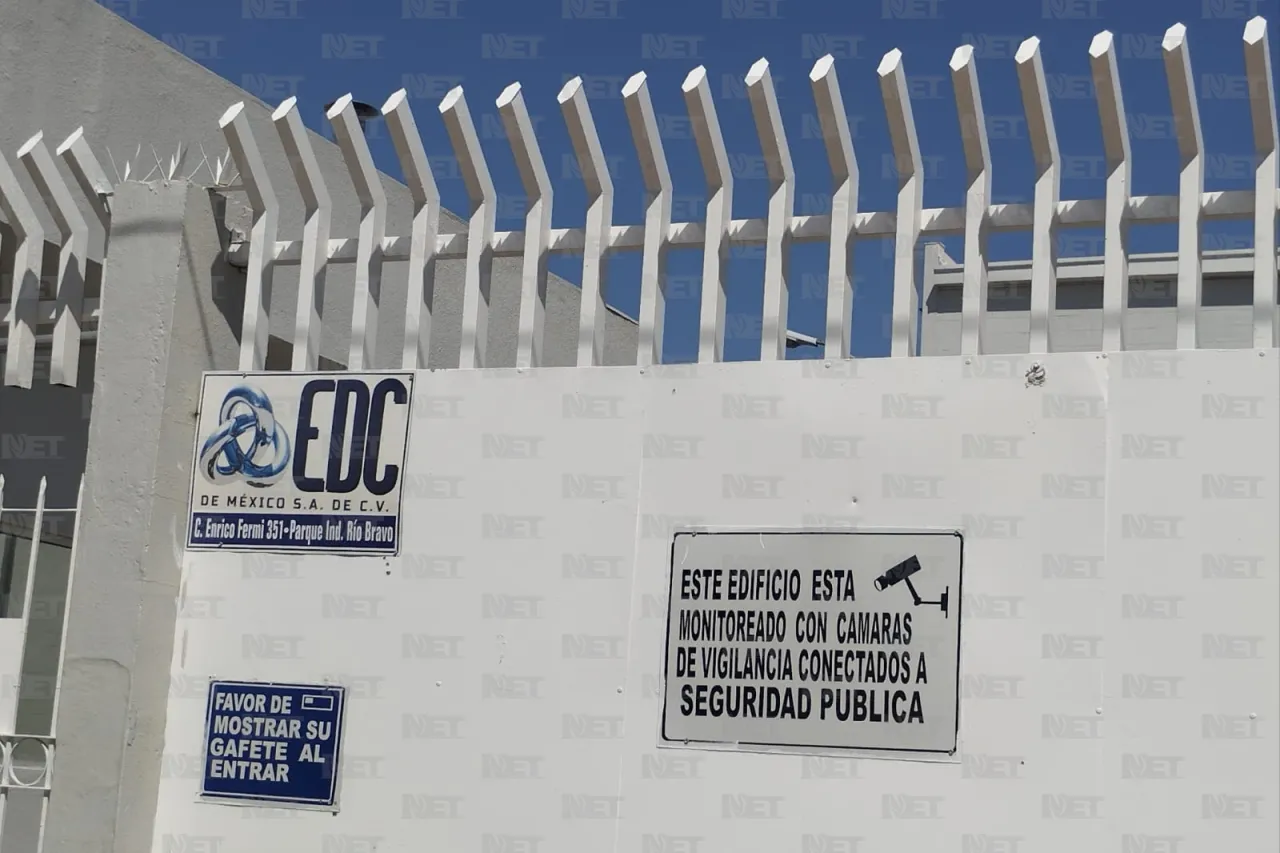 EDC
DE MÉXICO S.A. DE C.V.
C. Enrico Fermi 351•Parque Ind. Río Bravo
ESTE EDIFICIO ESTA
MONITOREADO CON CAMARAS
DE VIGILANCIA CONECTADOS A
SEGURIDAD PUBLICA
FAVOR DE
MOSTRAR SU
GAFETE AL
ENTRAR